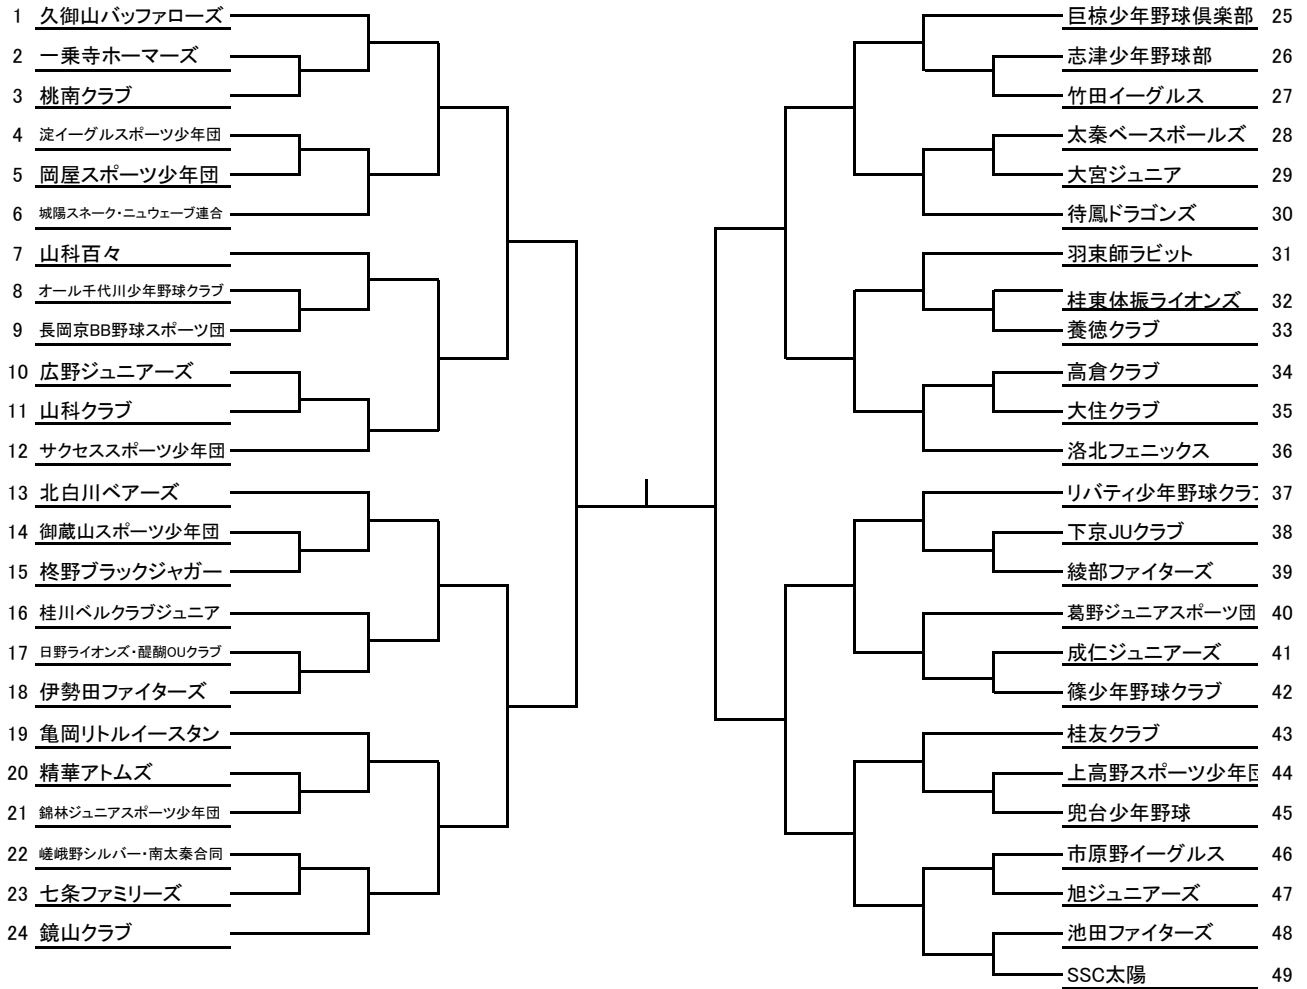 1 久御山バッファローズ
2 一乗寺ホーマーズ
3 桃南クラブ
4 淀イーグルスポーツ少年団
5 岡屋スポーツ少年団
6 城陽スネーク・ニュウェーブ連合
7 山科百々
8 オール千代川少年野球クラブ
9 長岡京BB野球スポーツ団
10 広野ジュニアーズ
11 山科クラブ
12 サクセススポーツ少年団
13 北白川ベアーズ
14 御蔵山スポーツ少年団
15 柊野ブラックジャガー
16 桂川ベルクラブジュニア
17 日野ライオンズ・醍醐OUクラブ
18 伊勢田ファイターズ
19 亀岡リトルイースタン
20 精華アトムズ
21 錦林ジュニアスポーツ少年団
22 嵯峨野シルバー・南太秦合同
23 七条ファミリーズ
24 鏡山クラブ
巨椋少年野球倶楽部 25
志津少年野球部 26
竹田イーグルス 27
太秦ベースボールズ 28
大宮ジュニア 29
待鳳ドラゴンズ 30
羽束師ラビット 31
桂東体振ライオンズ 32
養徳クラブ 33
高倉クラブ 34
大住クラブ 35
洛北フェニックス 36
リバティ少年野球クラブ 37
下京JUクラブ 38
綾部ファイターズ 39
葛野ジュニアスポーツ団 40
成仁ジュニアーズ 41
篠少年野球クラブ 42
桂友クラブ 43
上高野スポーツ少年団 44
兜台少年野球 45
市原野イーグルス 46
旭ジュニアーズ 47
池田ファイターズ 48
SSC太陽 49